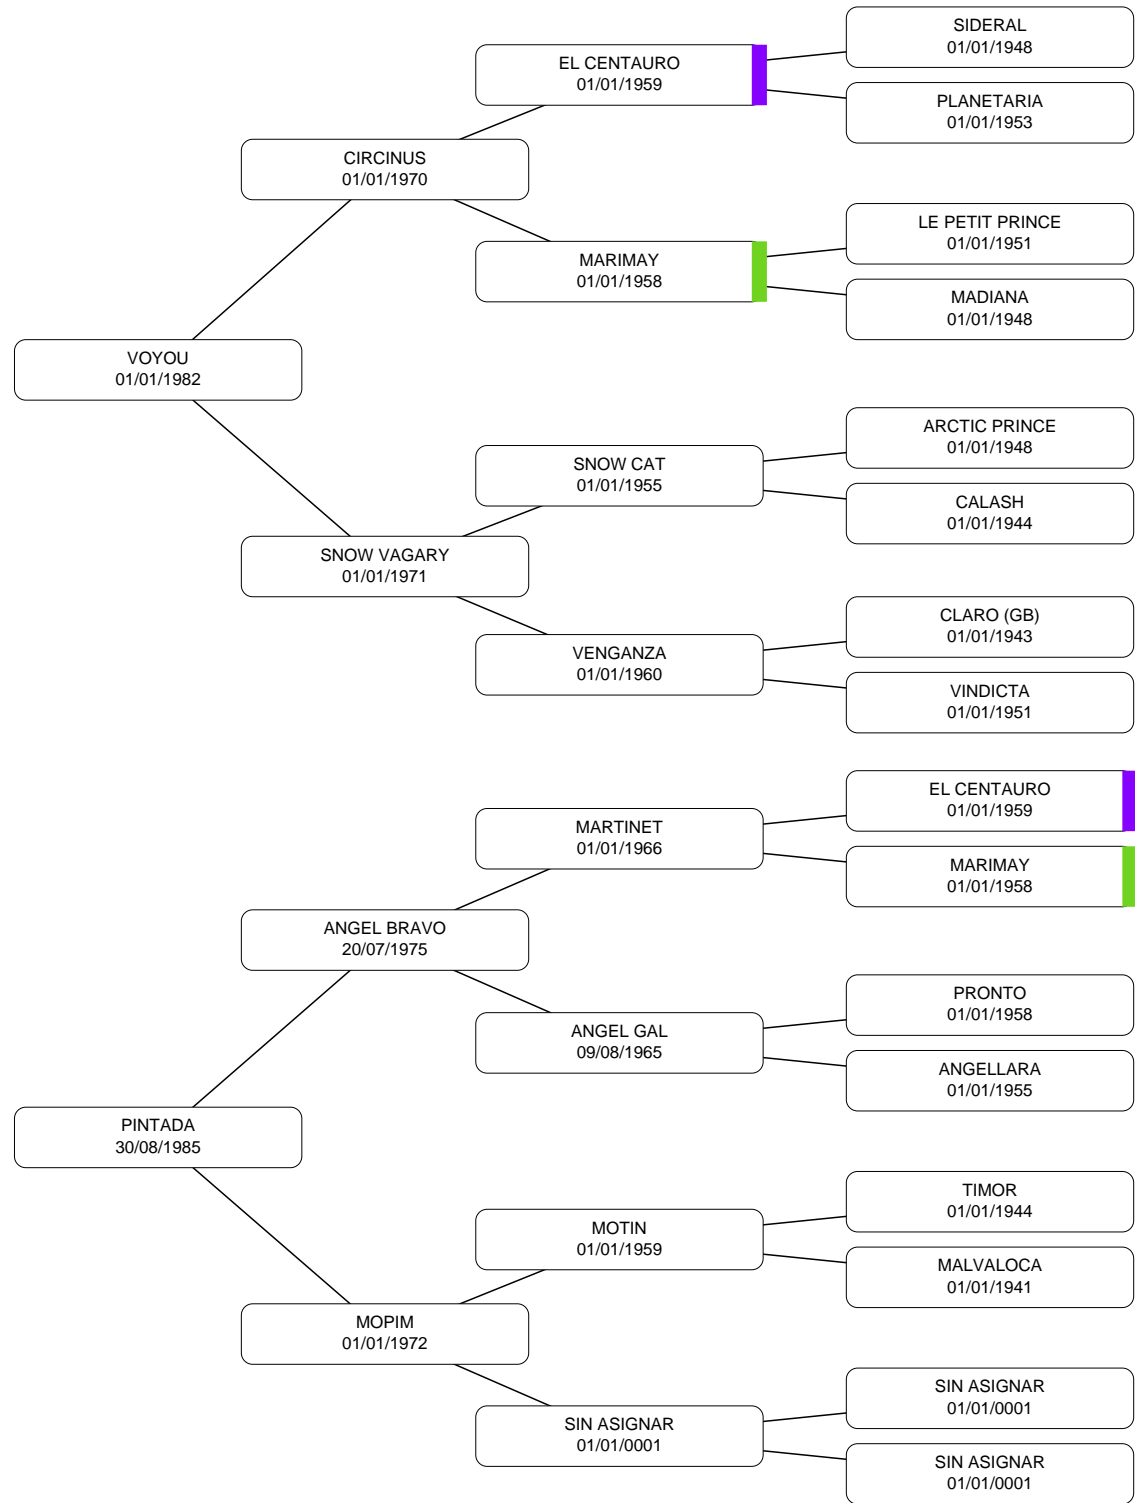 SIDERAL
01/01/1948
EL CENTAURO
01/01/1959
PLANETARIA
01/01/1953
CIRCINUS
01/01/1970
LE PETIT PRINCE
01/01/1951
MARIMAY
01/01/1958
MADIANA
01/01/1948
VOYOU
01/01/1982
ARCTIC PRINCE
01/01/1948
SNOW CAT
01/01/1955
CALASH
01/01/1944
SNOW VAGARY
01/01/1971
CLARO (GB)
01/01/1943
VENGANZA
01/01/1960
VINDICTA
01/01/1951
EL CENTAURO
01/01/1959
MARTINET
01/01/1966
MARIMAY
01/01/1958
ANGEL BRAVO
20/07/1975
PRONTO
01/01/1958
ANGEL GAL
09/08/1965
ANGELLARA
01/01/1955
PINTADA
30/08/1985
TIMOR
01/01/1944
MOTIN
01/01/1959
MALVALOCA
01/01/1941
MOPIM
01/01/1972
SIN ASIGNAR
01/01/0001
SIN ASIGNAR
01/01/0001
SIN ASIGNAR
01/01/0001